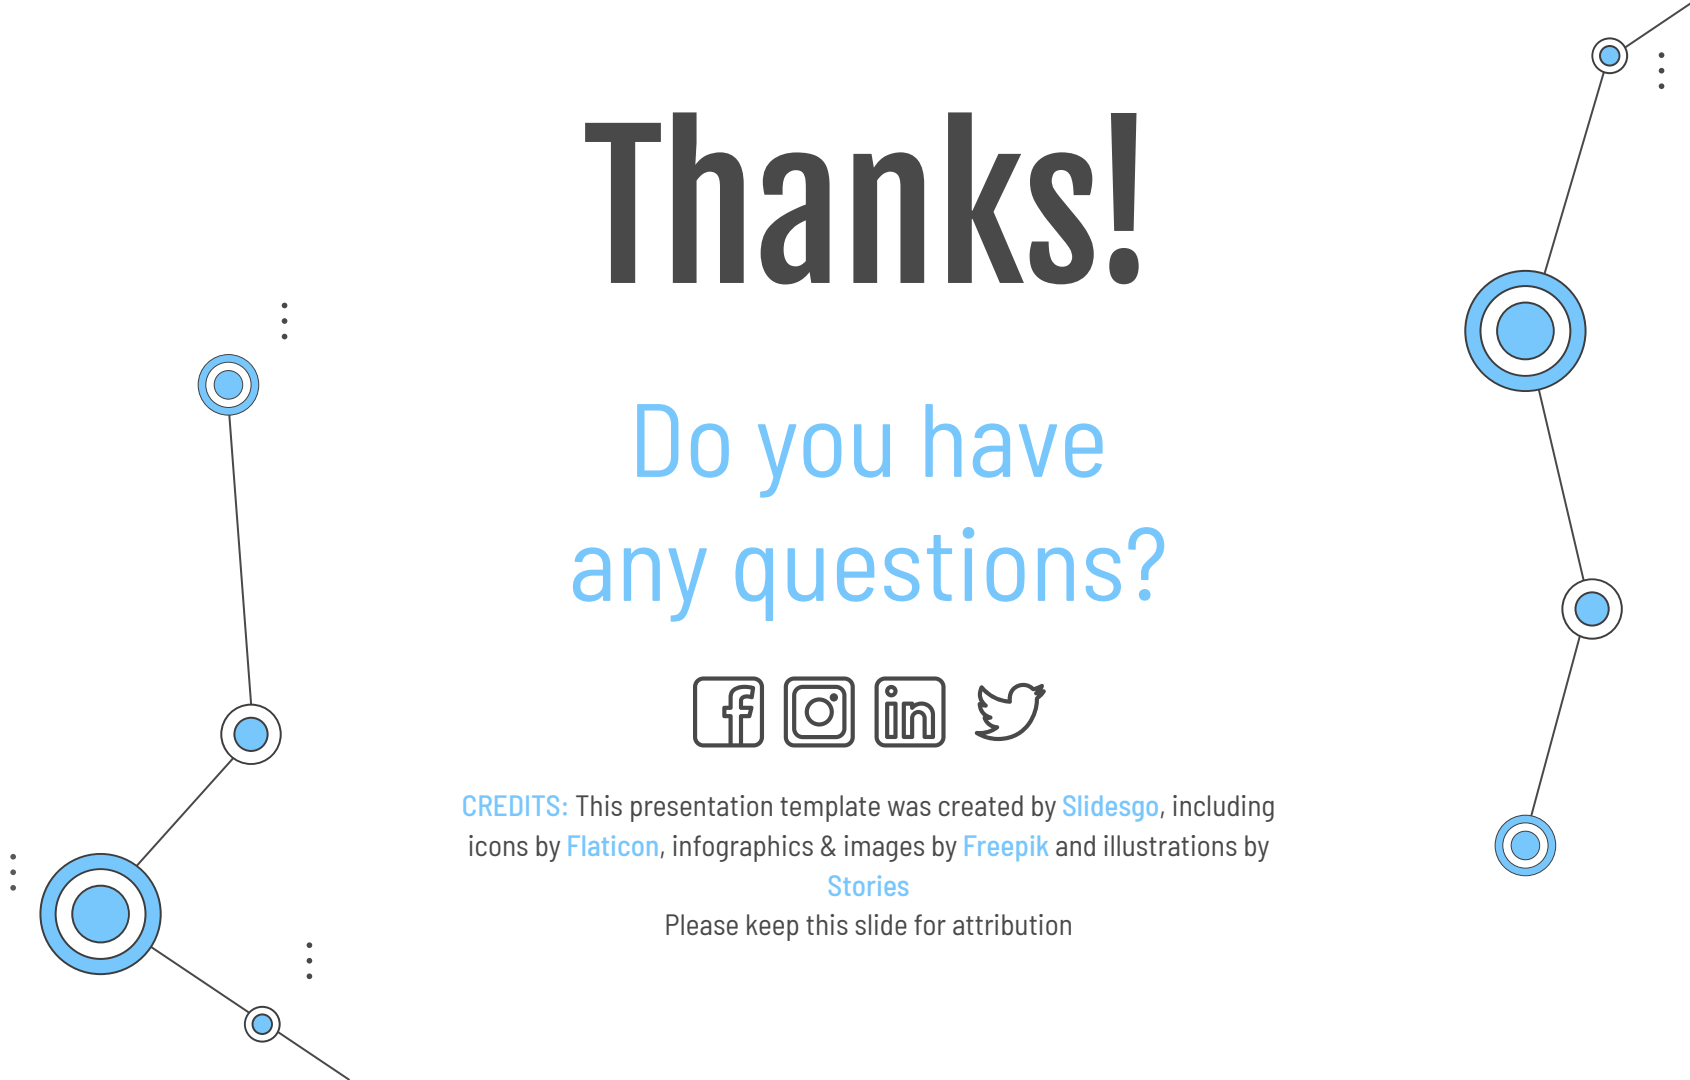 Thanks!
Do you have
any questions?
CREDITS: This presentation template was created by Slidesgo, including
icons by Flaticon, infographics & images by Freepik and illustrations by
Stories
Please keep this slide for attribution